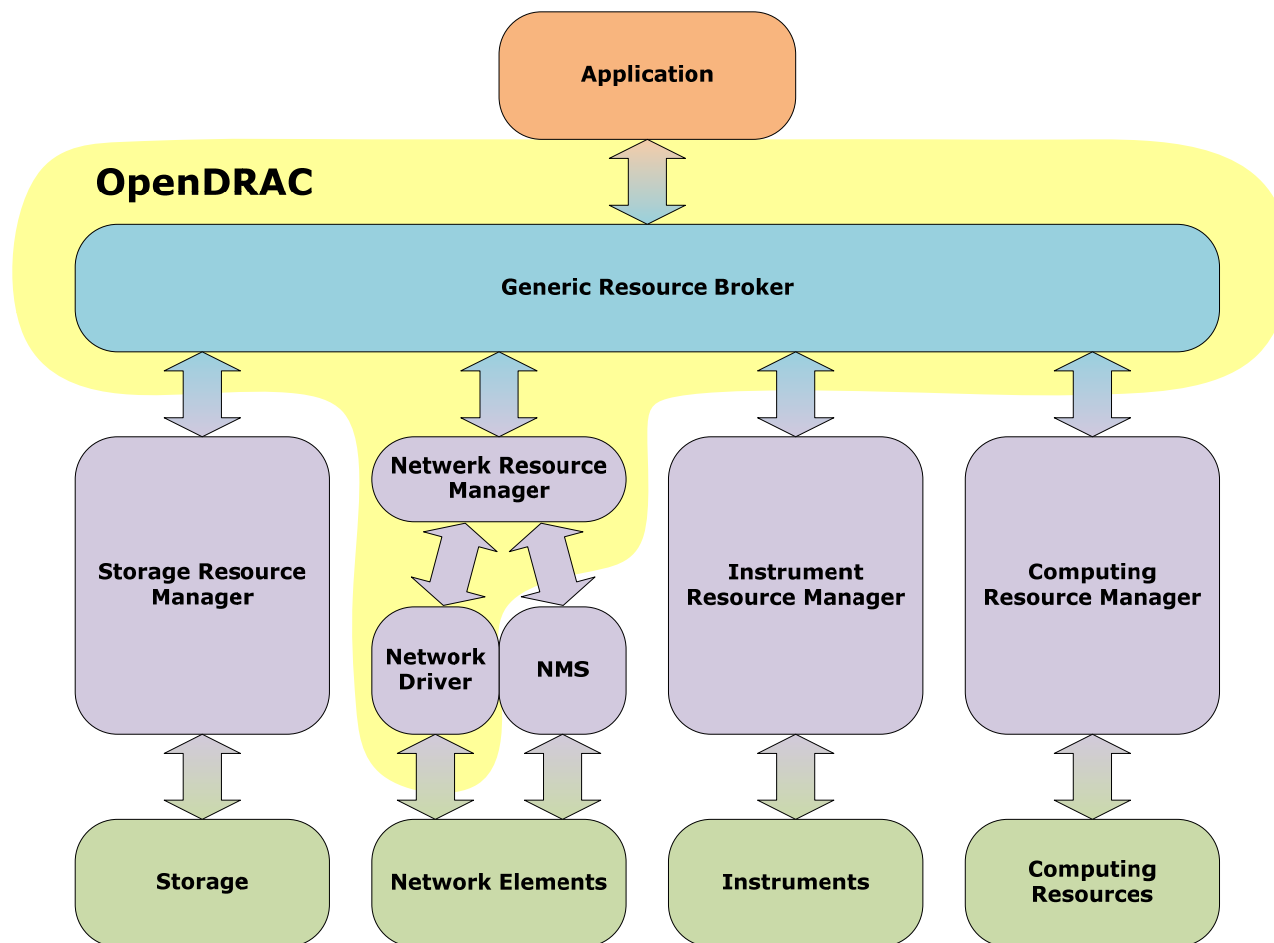 Application
OpenDRAC
Generic Resource Broker
Netwerk Resource
Manager
Storage Resource
Manager
Instrument
Resource Manager
Computing
Resource Manager
Network
Driver
NMS
Storage
Network Elements
Instruments
Computing
Resources